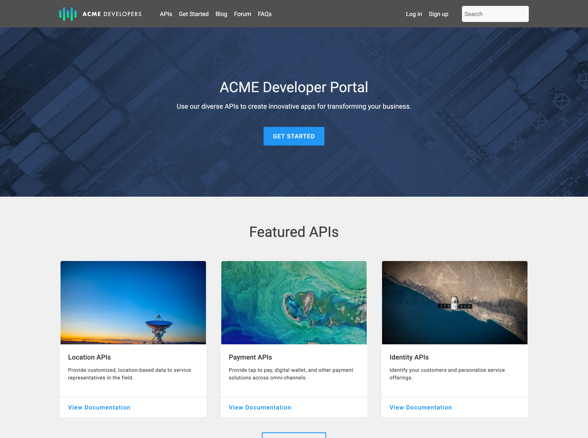 ACME DEVELOPERS
APIs Get Started Blog Forum FAQs
Log in Sign up
Search
ACME Developer Portal
Use our diverse APIs to create innovative apps for transforming your business.
GET STARTED
Featured APIs
Location APIs
Provide customized, location-based data to service
representatives in the field.
View Documentation
Payment APIs
Provide tap to pay, digital wallet, and other payment
solutions across omni-channels.
View Documentation
Identity APIs
Identify your customers and personalize service
offerings.
View Documentation